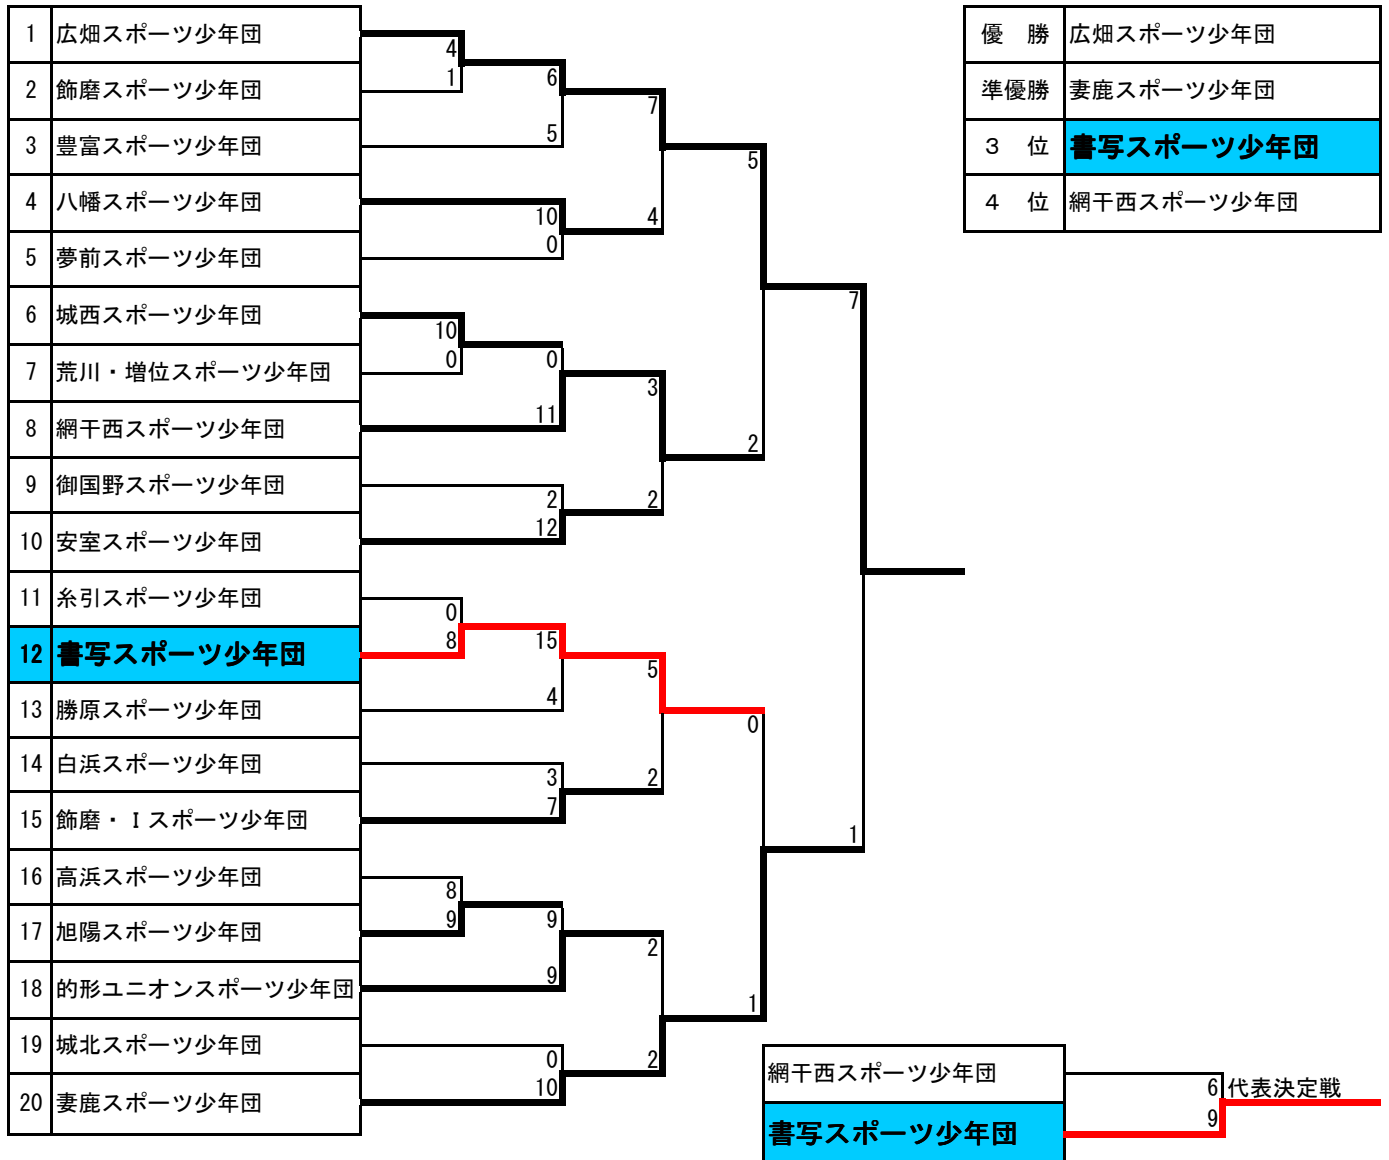 1 広畑スポーツ少年団
2 飾磨スポーツ少年団
3 豊富スポーツ少年団
4 八幡スポーツ少年団
5 夢前スポーツ少年団
6 城西スポーツ少年団
7 荒川・増位スポーツ少年団
8 網干西スポーツ少年団
9 御国野スポーツ少年団
10 安室スポーツ少年団
11 糸引スポーツ少年団
12 書写スポーツ少年団
13 勝原スポーツ少年団
14 白浜スポーツ少年団
15 飾磨・Ｉスポーツ少年団
16 高浜スポーツ少年団
17 旭陽スポーツ少年団
18 的形ユニオンスポーツ少年団
19 城北スポーツ少年団
20 妻鹿スポーツ少年団
4
1
10
0
0
8
8
9
6
5
10
0
0
11
2
12
15
4
3
7
9
9
0
10
7
4
3
2
5
2
2
2
5
2
0
1
7
1
優　勝 広畑スポーツ少年団
準優勝 妻鹿スポーツ少年団
３　位 書写スポーツ少年団
４　位 網干西スポーツ少年団
網干西スポーツ少年団
書写スポーツ少年団
6 代表決定戦
9